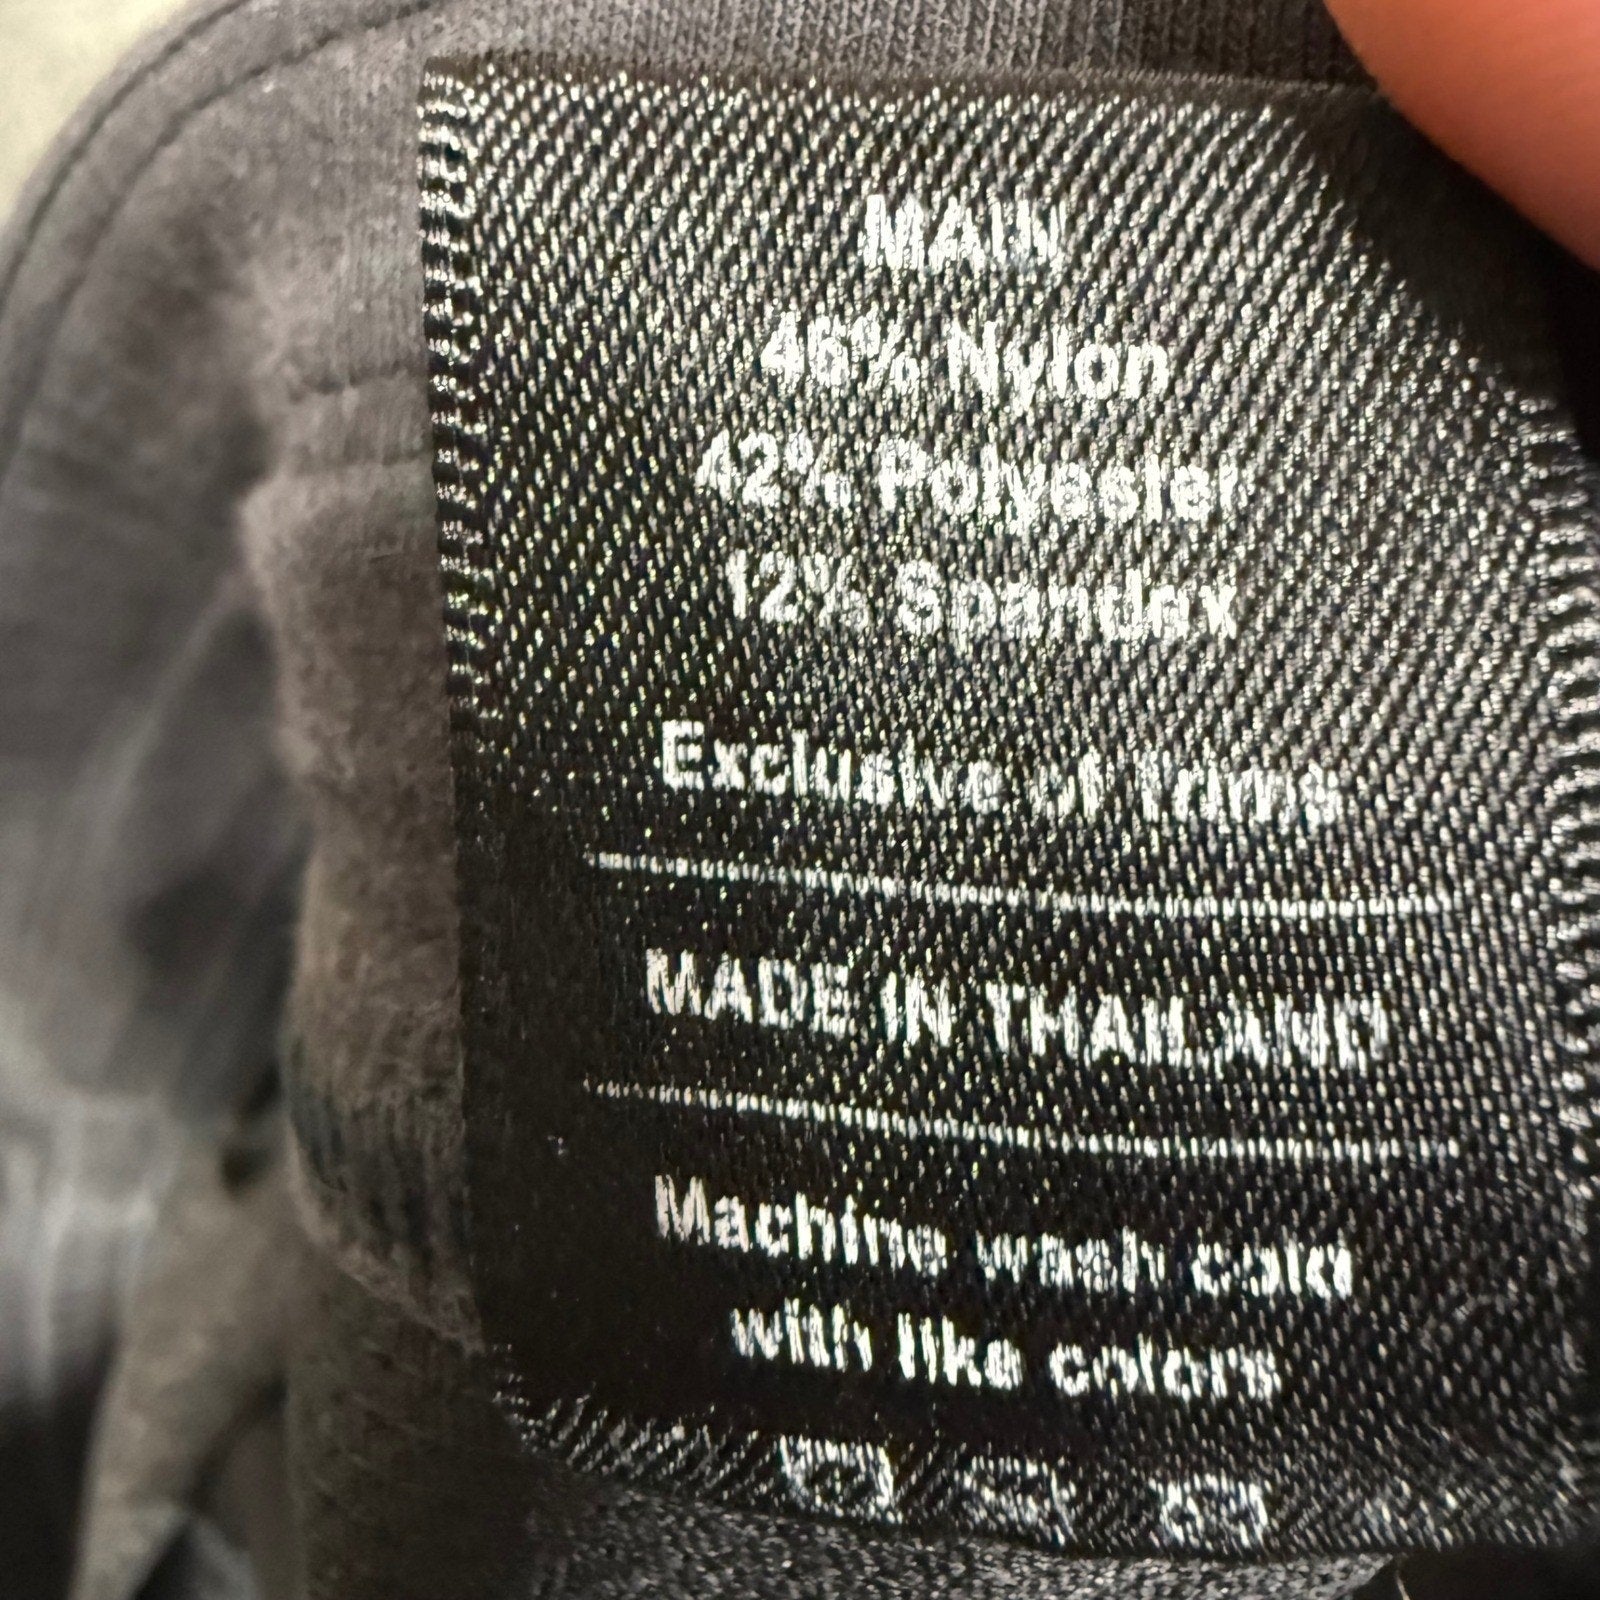 MAIN
46% Nylon
42% Polyester
12% Spandex
Exclusive of trims
MADE IN THAILAND
Machine wash cold
with like colors